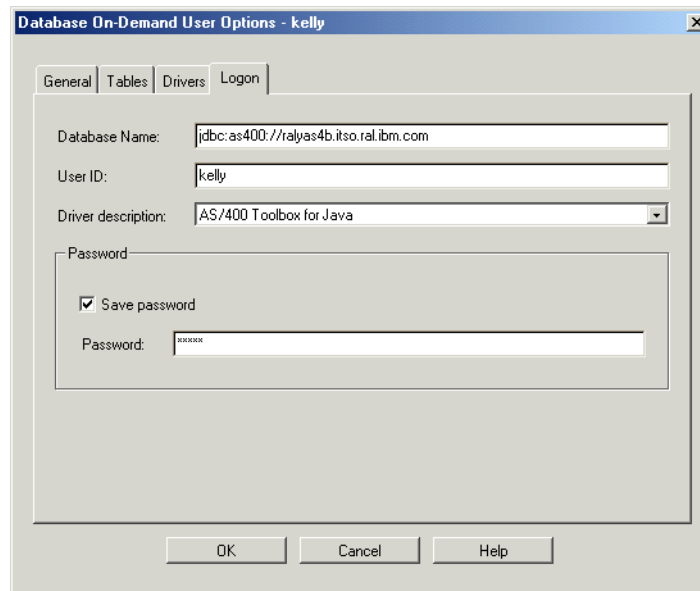 Database On-Demand User Options - kelly
General Tables Drivers Logon
Database Name: jdbc:as400://ralyas4b.itso.ral.ibm.com
User ID: kelly
Driver description: AS/400 Toolbox for Java
Password
Save password
Password: *****
OK Cancel Help